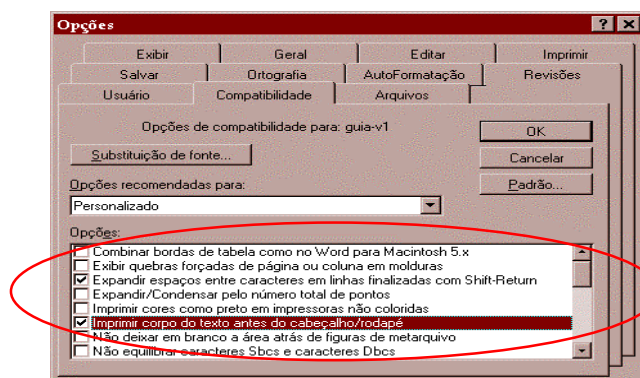 Opções
Exibir Geral Editar Imprimir
Salvar Ortografia AutoFormatação Revisões
Usuário Compatibilidade Arquivos
Opções de compatibilidade para: guia-v1
OK
Substituição de fonte...
Cancelar
Opções recomendadas para:
Padrão...
Personalizado
Opções:
Combinar bordas de tabela como no Word para Macintosh 5.x
Exibir quebras forçadas de página ou coluna em molduras
Expandir espaços entre caracteres em linhas finalizadas com Shift-Return
Expandir/Condensar pelo número total de pontos
Imprimir cores como preto em impressoras não coloridas
Imprimir corpo do texto antes do cabeçalho/rodapé
Não deixar em branco a área atrás de figuras de metarquivo
Não equilibrar caracteres Sbcs e caracteres Dbcs